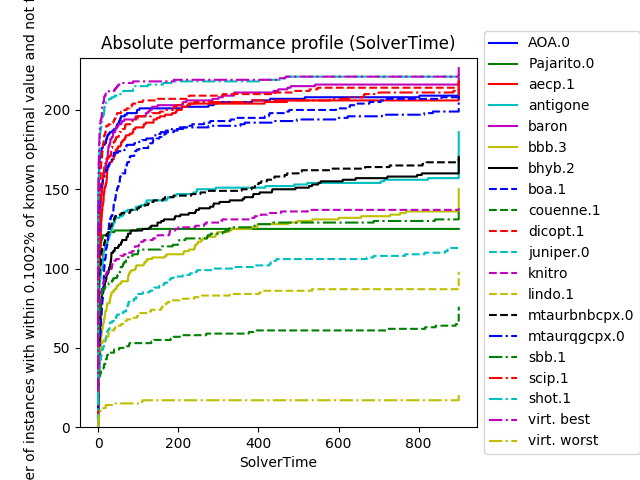 Absolute performance profile (SolverTime)
er of instances with within 0.1002% of known optimal value and not
200
150
100
50
0
0 200 400 600 800
SolverTime
AOA.0
Pajarito.0
aecp.1
antigone
baron
bbb.3
bhyb.2
boa.1
couenne.1
dicopt.1
juniper.0
knitro
lindo.1
mtaurbnbcpx.0
mtaurqgcpx.0
sbb.1
scip.1
shot.1
virt. best
virt. worst